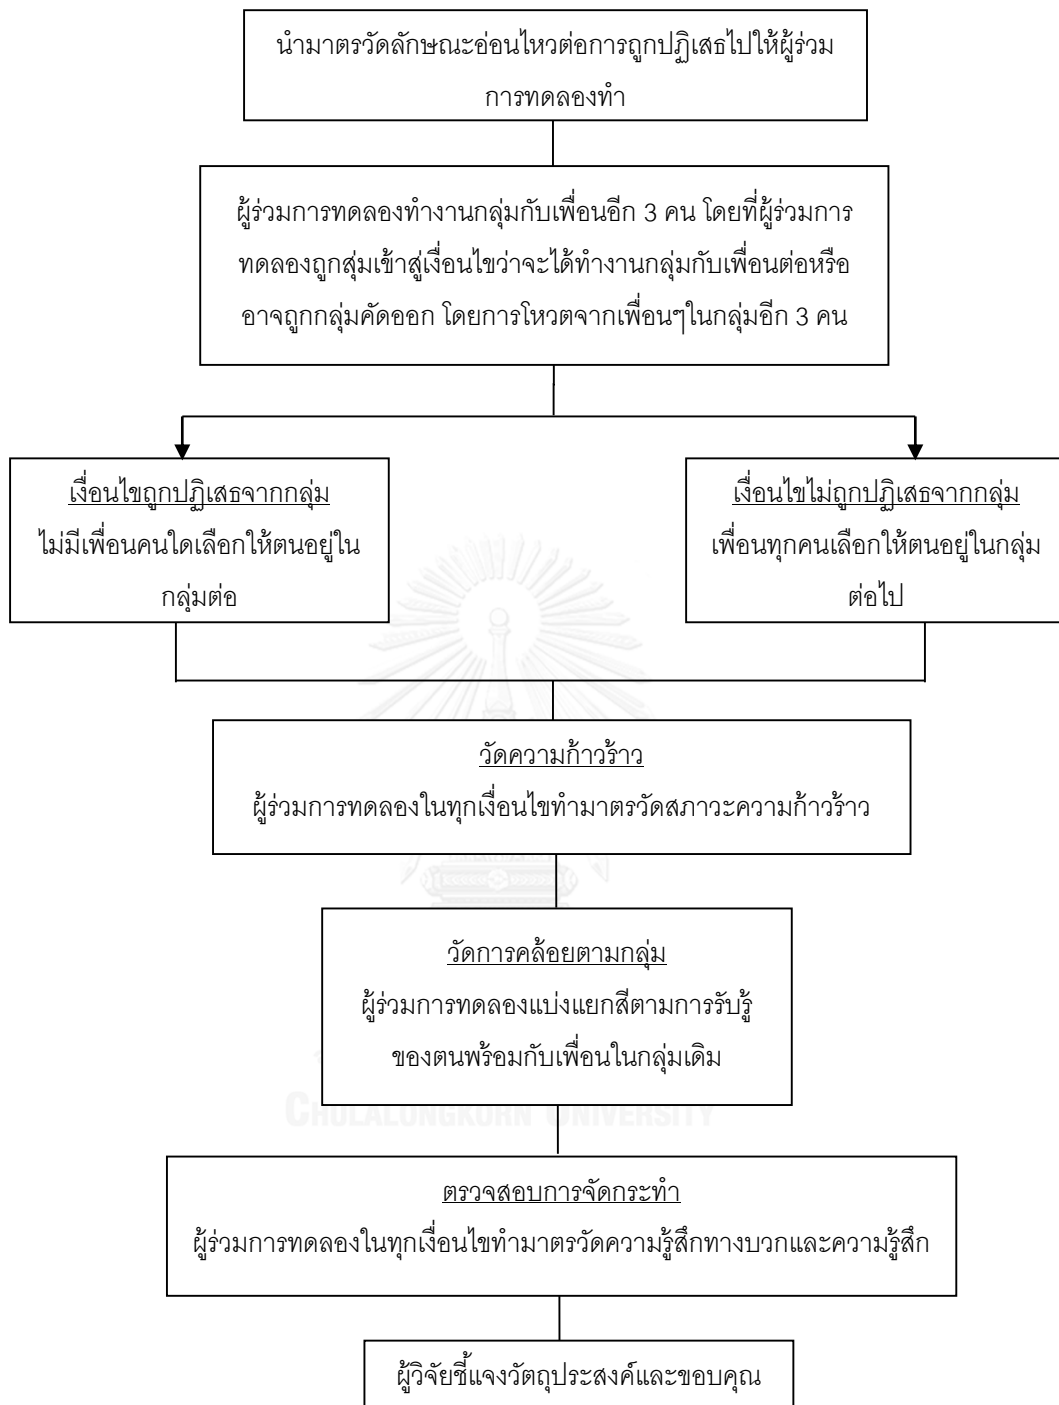 นำมาตรวัดลักษณะอ่อนไหวต่อการถูกปฏิเสธไปให้ผู้ร่วม
การทดลองทำ
ผู้ร่วมการทดลองทำงานกลุ่มกับเพื่อนอีก 3 คน โดยที่ผู้ร่วมการ
ทดลองถูกสุ่มเข้าสู่เงื่อนไขว่าจะได้ทำงานกลุ่มกับเพื่อนต่อหรือ
อาจถูกกลุ่มคัดออก โดยการโหวตจากเพื่อนๆในกลุ่มอีก 3 คน
เงื่อนไขถูกปฏิเสธจากกลุ่ม
ไม่มีเพื่อนคนใดเลือกให้ตนอยู่ใน
กลุ่มต่อ
เงื่อนไขไม่ถูกปฏิเสธจากกลุ่ม
เพื่อนทุกคนเลือกให้ตนอยู่ในกลุ่ม
ต่อไป
วัดความก้าวร้าว
ผู้ร่วมการทดลองในทุกเงื่อนไขทำมาตรวัดสภาวะความก้าวร้าว
วัดการคล้อยตามกลุ่ม
ผู้ร่วมการทดลองแบ่งแยกสีตามการรับรู้
ของตนพร้อมกับเพื่อนในกลุ่มเดิม
CHULALONGKORN UNIVERSITY
ตรวจสอบการจัดกระทำ
ผู้ร่วมการทดลองในทุกเงื่อนไขทำมาตรวัดความรู้สึกทางบวกและความรู้สึก
ผู้วิจัยชี้แจงวัตถุประสงค์และขอบคุณ